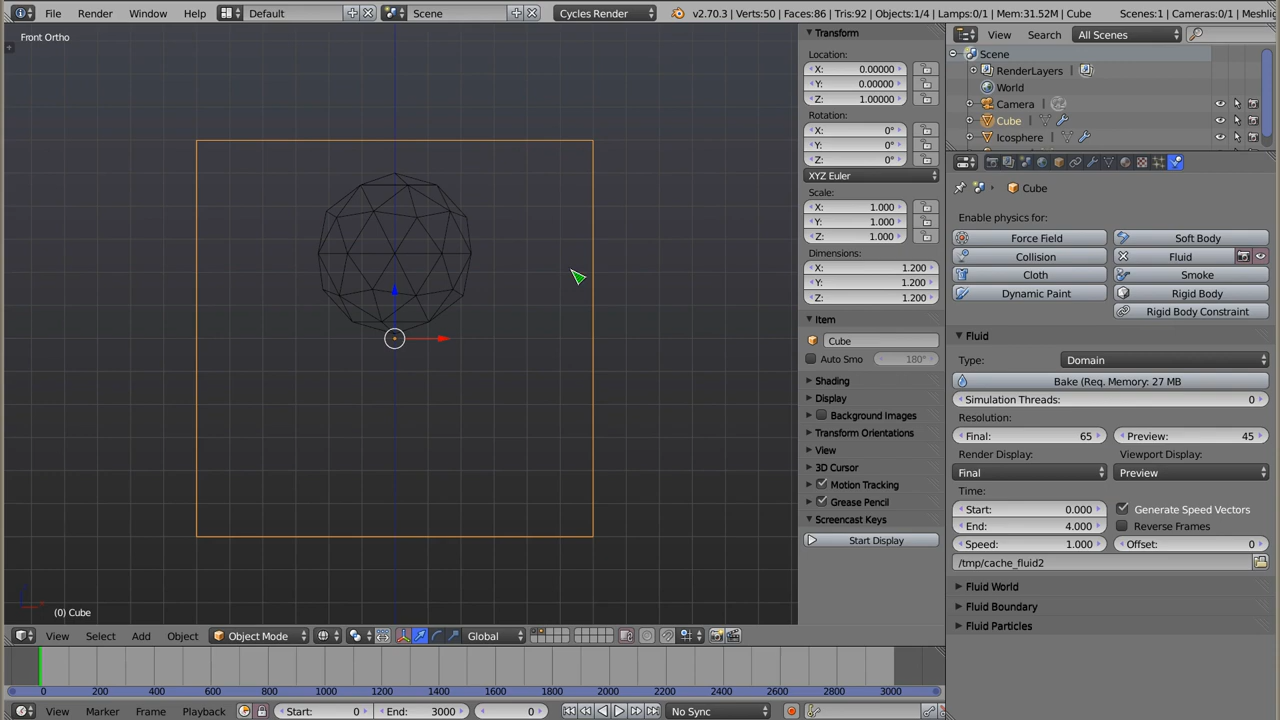 File Render Window Help Default Scene Cycles Render v2.70.3 | Verts:50 | Faces:86 | Tris:92 | Objects:1/4 | Lamps:0/1 | Mem:31.52M | Cube Scenes:1 | Cameras:0/1 | Meshlig
Front Ortho
(0) Cube
View Select Add Object Object Mode Global
Transform
Location:
X: 0.00000
Y: 0.00000
Z: 1.00000
Rotation:
X: 0°
Y: 0°
Z: 0°
XYZ Euler
Scale:
X: 1.000
Y: 1.000
Z: 1.000
Dimensions:
X: 1.200
Y: 1.200
Z: 1.200
Item
Cube
Auto Smo 180°
Shading
Display
Background Images
Transform Orientations
View
3D Cursor
Motion Tracking
Grease Pencil
Screencast Keys
Start Display
View Search All Scenes
Scene
RenderLayers
World
Camera
Cube
Icosphere
Cube
Enable physics for:
Force Field Soft Body
Collision Fluid
Cloth Smoke
Dynamic Paint Rigid Body
Rigid Body Constraint
Fluid
Type: Domain
Bake (Req. Memory: 27 MB
Simulation Threads: 0
Resolution:
Final: 65 Preview: 45
Render Display: Viewport Display:
Final Preview
Time:
Start: 0.000 Generate Speed Vectors
End: 4.000 Reverse Frames
Speed: 1.000 Offset: 0
/tmp/cache_fluid2
Fluid World
Fluid Boundary
Fluid Particles
0 200 400 600 800 1000 1200 1400 1600 1800 2000 2200 2400 2600 2800 3000
View Marker Frame Playback Start: 0 End: 3000 0 No Sync